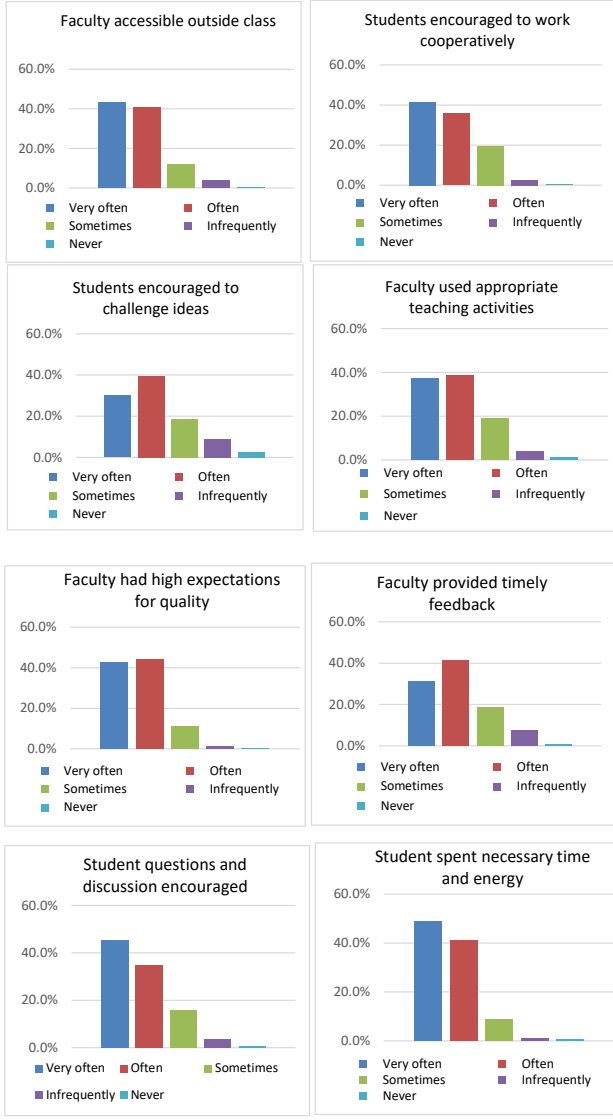 Faculty accessible outside class
60.0%
40.0%
20.0%
0.0%
Very often Often
Sometimes Infrequently
Never
Students encouraged to work
cooperatively
60.0%
40.0%
20.0%
0.0%
Very often Often
Sometimes Infrequently
Never
Students encouraged to
challenge ideas
60.0%
40.0%
20.0%
0.0%
Very often Often
Sometimes Infrequently
Never
Faculty used appropriate
teaching activities
60.0%
40.0%
20.0%
0.0%
Very often Often
Sometimes Infrequently
Never
Faculty had high expectations
for quality
60.0%
40.0%
20.0%
0.0%
Very often Often
Sometimes Infrequently
Never
Faculty provided timely
feedback
60.0%
40.0%
20.0%
0.0%
Very often Often
Sometimes Infrequently
Never
Student questions and
discussion encouraged
60.0%
40.0%
20.0%
0.0%
Very often Often Sometimes
Infrequently Never
Student spent necessary time
and energy
60.0%
40.0%
20.0%
0.0%
Very often Often
Sometimes Infrequently
Never